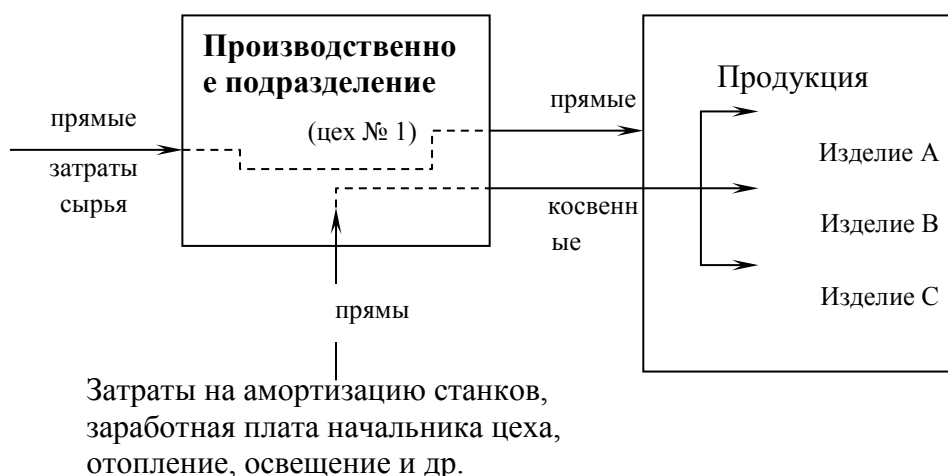 Производственно
е подразделение
(цех № 1)
прямые
затраты
сырья
прямые
косвенн
ые
Продукция
Изделие А
Изделие В
Изделие С
прямы
Затраты на амортизацию станков,
заработная плата начальника цеха,
отопление, освещение и др.